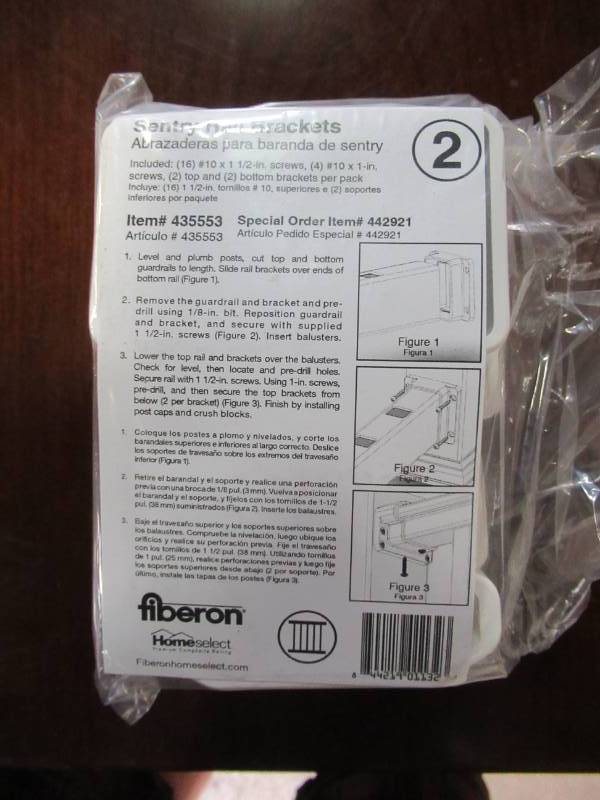 Sentry Rail Brackets
Abrazaderas para baranda de sentry
2
Included: (16) #10 x 1 1/2-in. screws, (4) #10 x 1-in.
screws, (2) top and (2) bottom brackets per pack
Incluye: (16) 1 1/2-in. tornillos # 10, superiores e (2) soportes
inferiores por paquete
Item# 435553 Special Order Item# 442921
Artículo # 435553 Artículo Pedido Especial # 442921
1. Level and plumb posts, cut top and bottom
guardrails to length. Slide rail brackets over ends of
bottom rail (Figure 1).
2. Remove the guardrail and bracket and pre-
drill using 1/8-in. bit. Reposition guardrail
and bracket, and secure with supplied
1 1/2-in. screws (Figure 2). Insert balusters.
3. Lower the top rail and brackets over the balusters.
Check for level, then locate and pre-drill holes.
Secure rail with 1 1/2-in. screws. Using 1-in. screws,
pre-drill, and then secure the top brackets from
below (2 per bracket) (Figure 3). Finish by installing
post caps and crush blocks.
1. Coloque los postes a plomo y nivelados, y corte los
barandales superiores e inferiores al largo correcto. Deslice
los soportes de travesaño sobre los extremos del travesaño
inferior (Figura 1).
2. Retire el barandal y el soporte y realice una perforación
previa con una broca de 1/8 pul. (3 mm). Vuelva a posicionar
el barandal y el soporte, y fíjelos con los tornillos de 1-1/2
pul. (38 mm) suministrados (Figura 2). Inserte los balaustres.
3. Baje el travesaño superior y los soportes superiores sobre
los balaustres. Compruebe la nivelación, luego ubique los
orificios y realice su perforación previa. Fije el travesaño
con los tornillos de 1 1/2 pul. (38 mm). Utilizando tornillos
de 1 pul. (25 mm), realice perforaciones previas y luego fije
los soportes superiores desde abajo (2 por soporte). Por
último, instale las tapas de los postes (Figura 3).
Figure 1
Figura 1
Figure 2
Figura 2
Figure 3
Figura 3
fiberon
Homeselect
Premium Composite Railing
Fiberonhomeselect.com
8 44219 01132